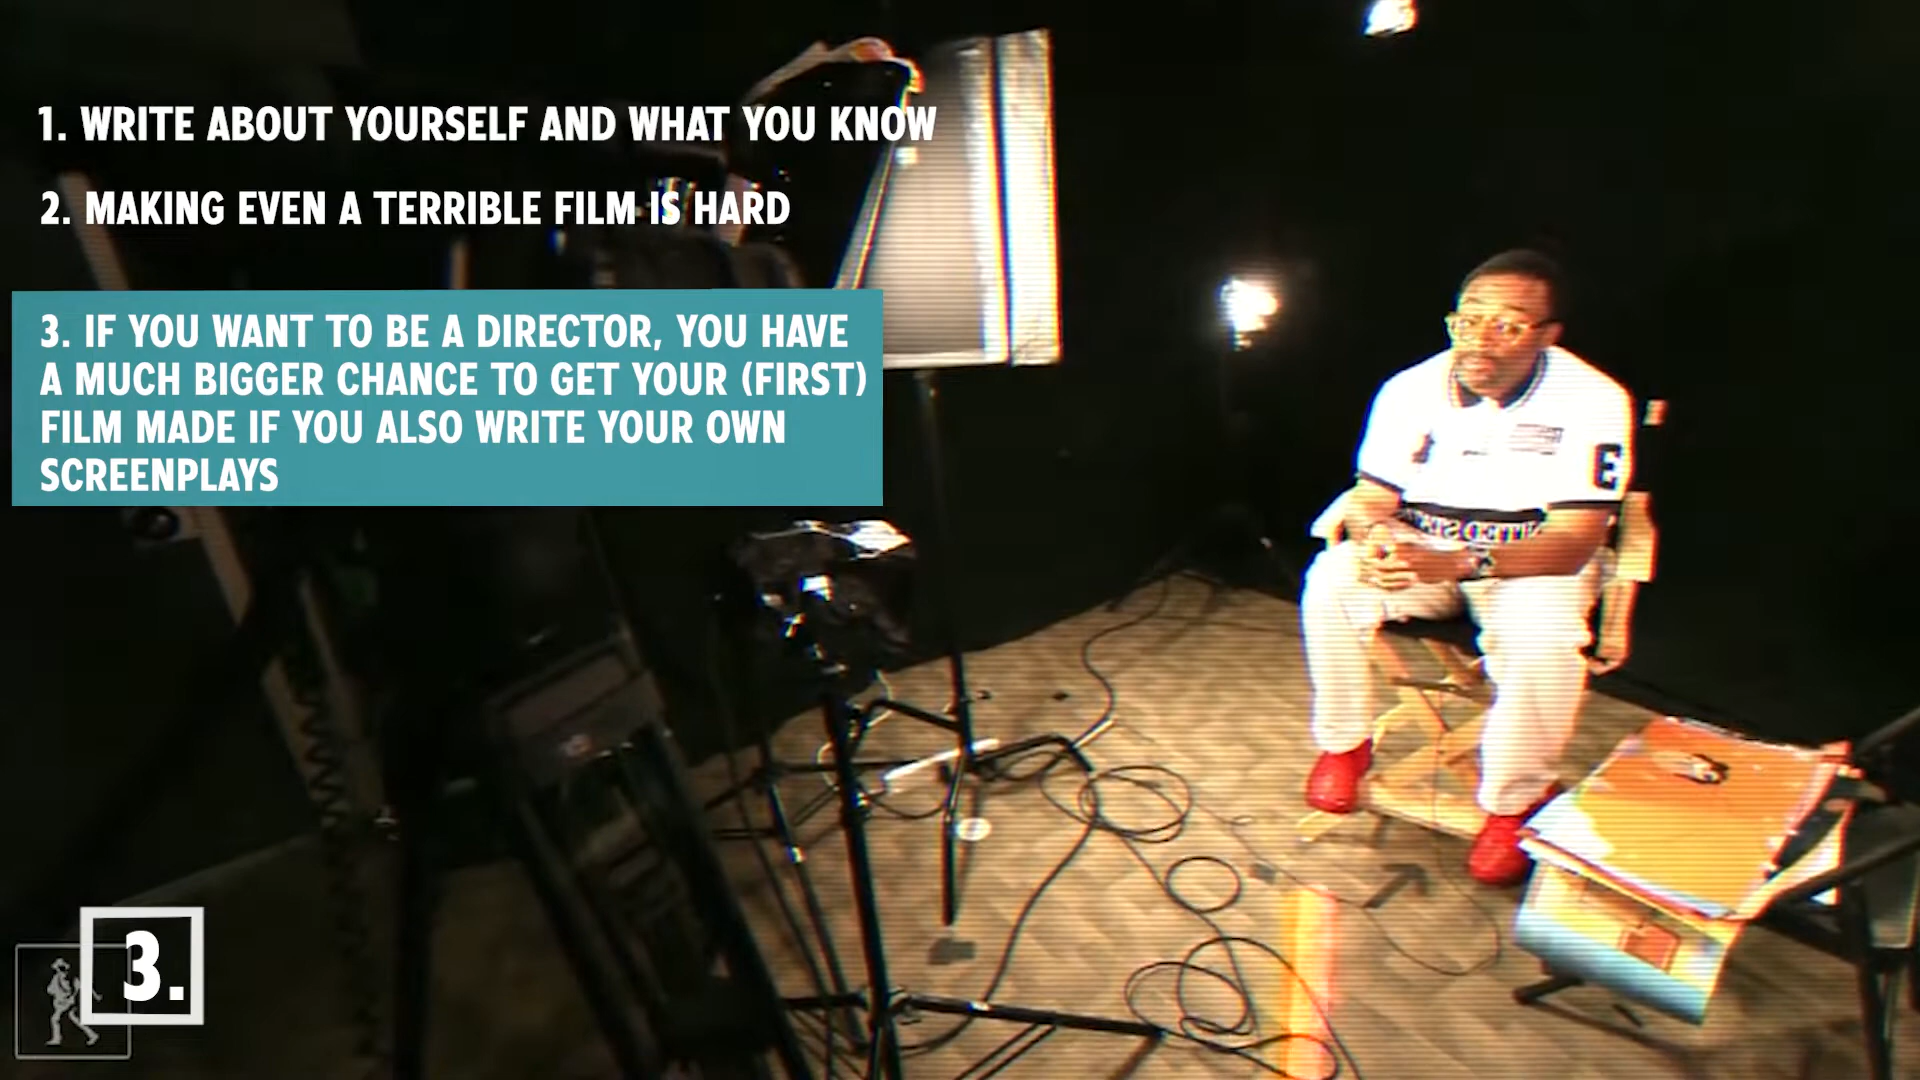 1. WRITE ABOUT YOURSELF AND WHAT YOU KNOW
2. MAKING EVEN A TERRIBLE FILM IS HARD
3. IF YOU WANT TO BE A DIRECTOR, YOU HAVE
A MUCH BIGGER CHANCE TO GET YOUR (FIRST)
FILM MADE IF YOU ALSO WRITE YOUR OWN
SCREENPLAYS
E
3.